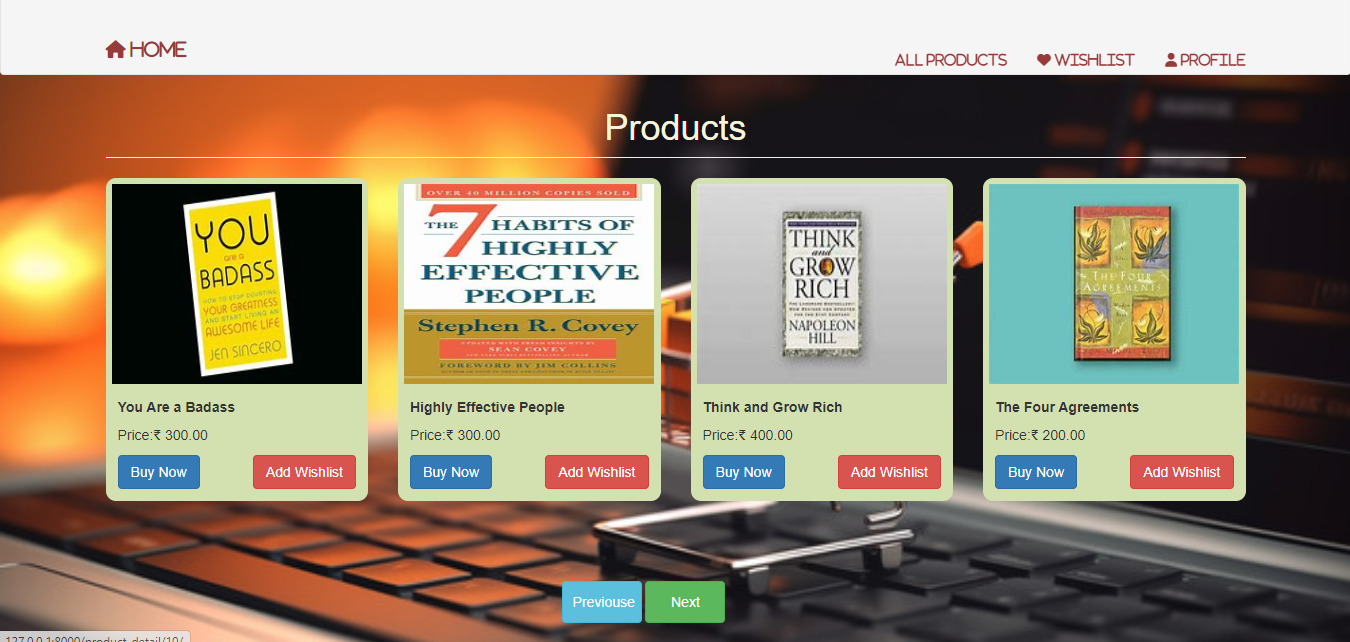 HOME
ALL PRODUCTS
WISHLIST
PROFILE
Products
YOU
are a
BADASS
HOW TO STOP DOUBTING
YOUR GREATNESS
AND START LIVING AN
AWESOME LIFE
JEN SINCERO
OVER 40 MILLION COPIES SOLD
THE 7 HABITS OF
HIGHLY
EFFECTIVE
PEOPLE
Stephen R. Covey
UPDATED WITH FRESH INSIGHTS BY
SEAN COVEY
FOREWORD BY JIM COLLINS
THINK
and
GROW
RICH
NAPOLEON
HILL
THE FOUR
AGREEMENTS
You Are a Badass
Highly Effective People
Think and Grow Rich
The Four Agreements
Price:₹ 300.00
Price:₹ 300.00
Price:₹ 400.00
Price:₹ 200.00
Buy Now
Add Wishlist
Buy Now
Add Wishlist
Buy Now
Add Wishlist
Buy Now
Add Wishlist
Previouse
Next
127.0.0.1:8000/product_detail/10/